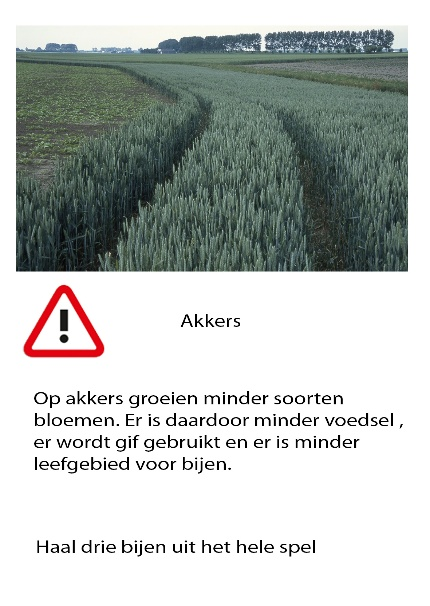 Akkers
Op akkers groeien minder soorten
bloemen. Er is daardoor minder voedsel ,
er wordt gif gebruikt en er is minder
leefgebied voor bijen.
Haal drie bijen uit het hele spel